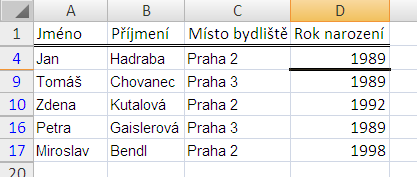 A B C D
1 Jméno Příjmení Místo bydliště Rok narození
4 Jan Hadraba Praha 2 1989
9 Tomáš Chovanec Praha 3 1989
10 Zdena Kutalová Praha 2 1992
16 Petra Gaislerová Praha 3 1989
17 Miroslav Bendl Praha 2 1998
A B C D